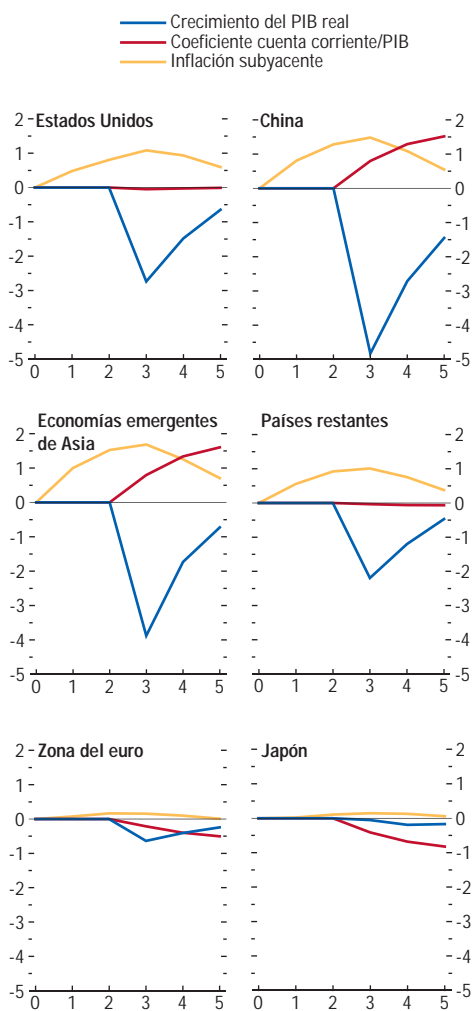 Crecimiento del PIB real
Coeficiente cuenta corriente/PIB
Inflación subyacente
2 Estados Unidos
1
0
-1
-2
-3
-4
-5
0 1 2 3 4 5
China 2
1
0
-1
-2
-3
-4
-5
0 1 2 3 4 5
2 Economías emergentes
de Asia
1
0
-1
-2
-3
-4
-5
0 1 2 3 4 5
Países restantes 2
1
0
-1
-2
-3
-4
-5
0 1 2 3 4 5
2 Zona del euro
1
0
-1
-2
-3
-4
-5
0 1 2 3 4 5
Japón 2
1
0
-1
-2
-3
-4
-5
0 1 2 3 4 5